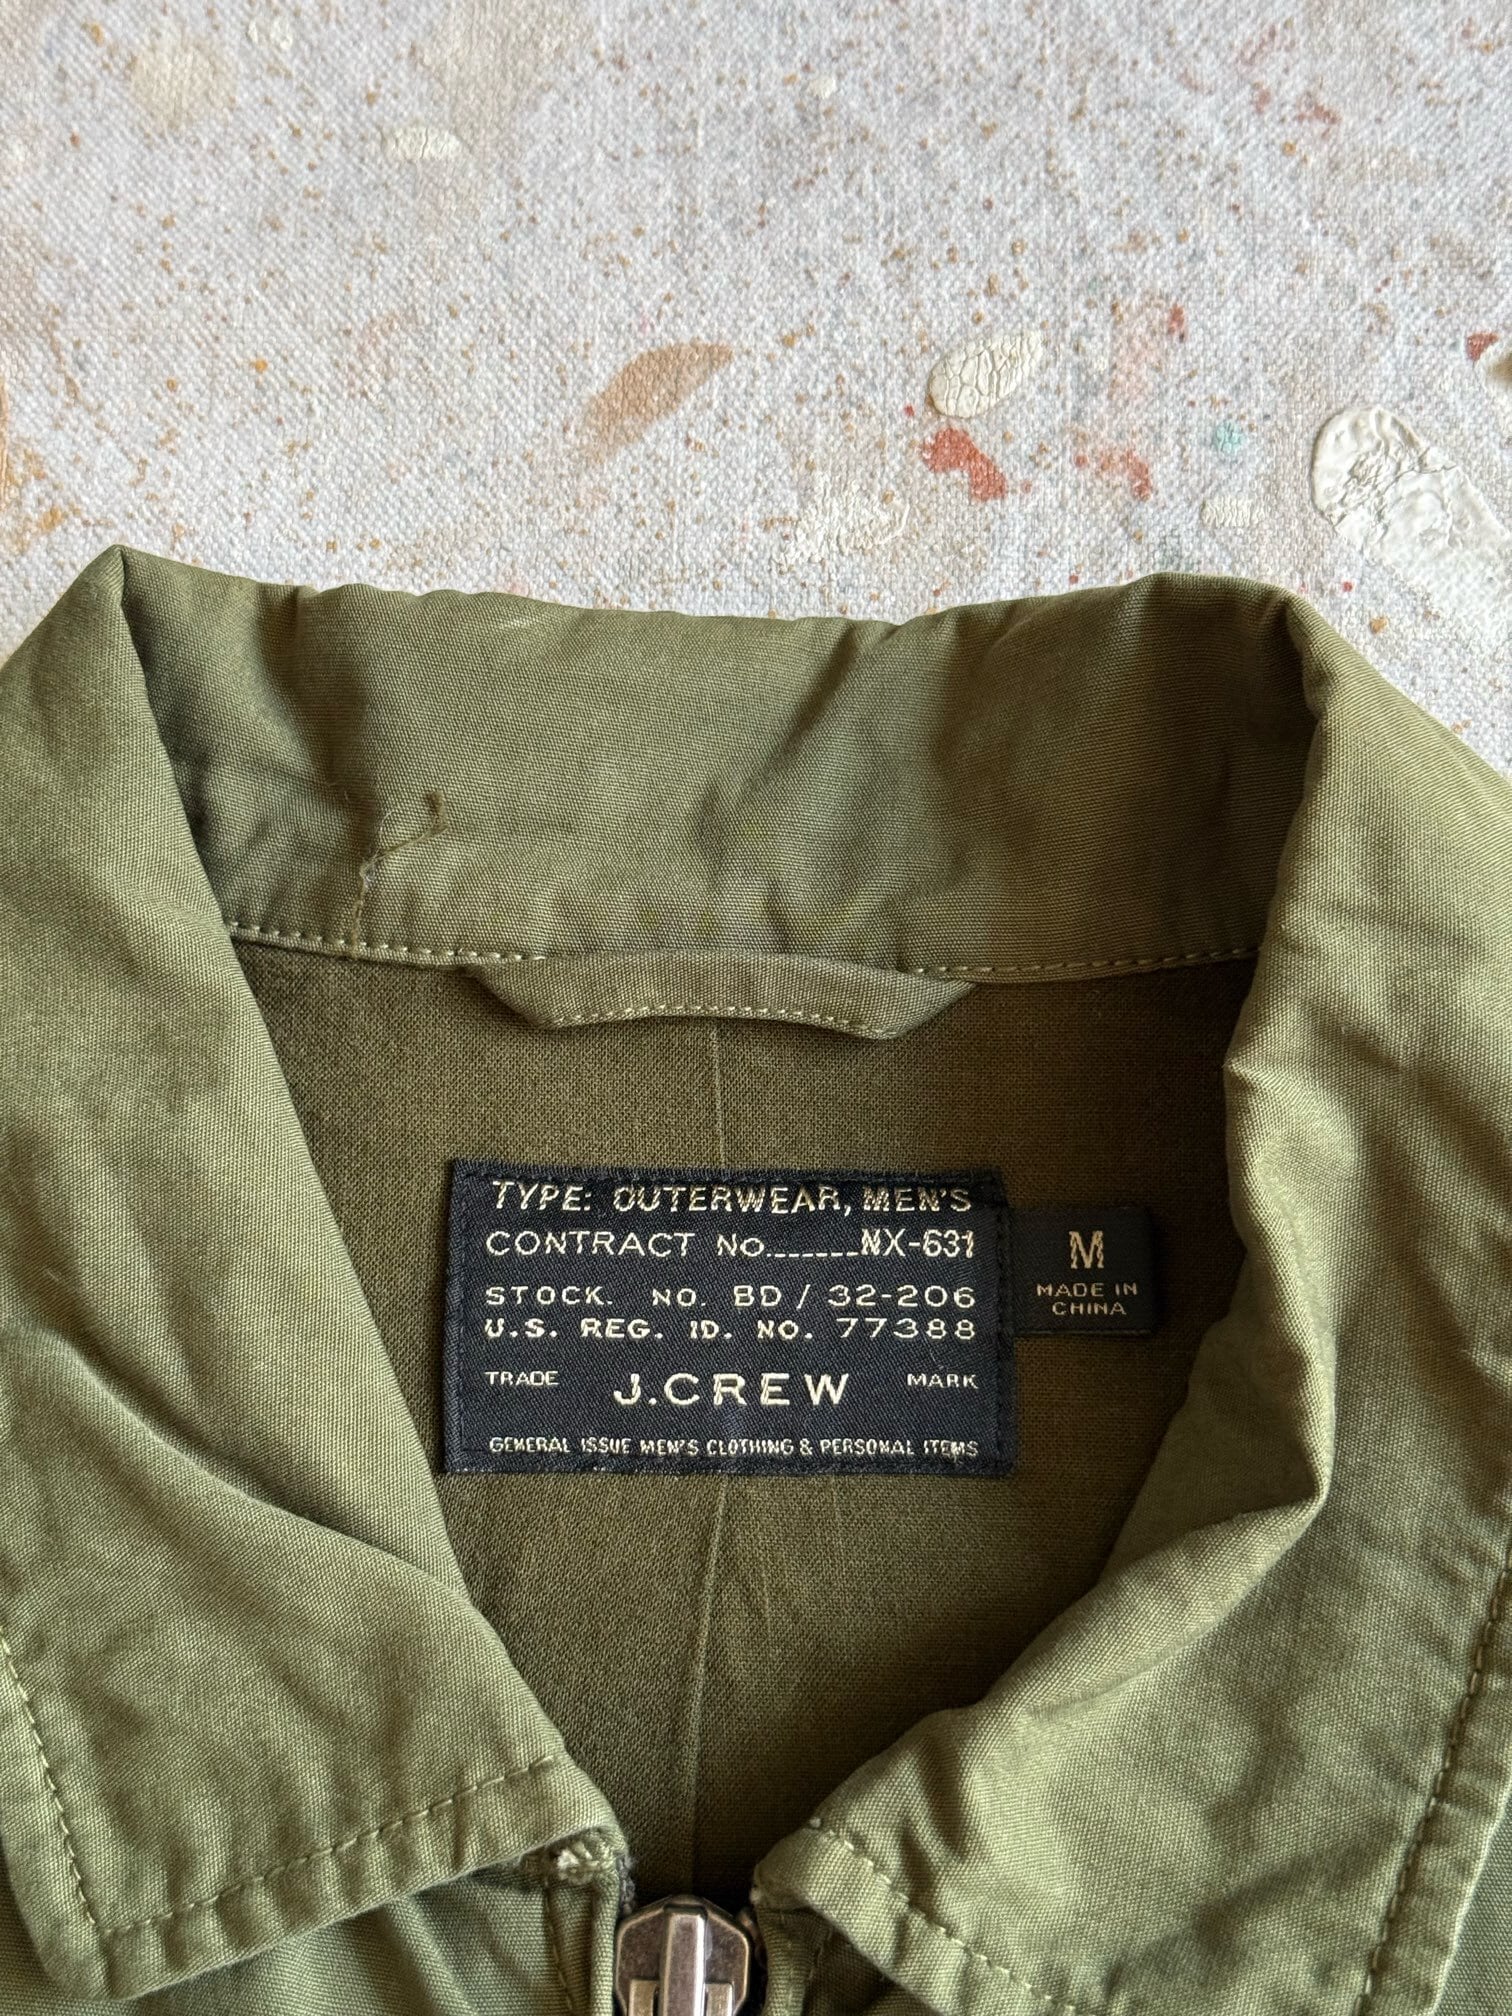 TYPE: OUTERWEAR, MEN'S
CONTRACT No.......NX-631
STOCK. NO. BD / 32-206
U.S. REG. ID. NO. 77388
TRADE J.CREW MARK
GENERAL ISSUE MEN'S CLOTHING & PERSONAL ITEMS
M
MADE IN
CHINA